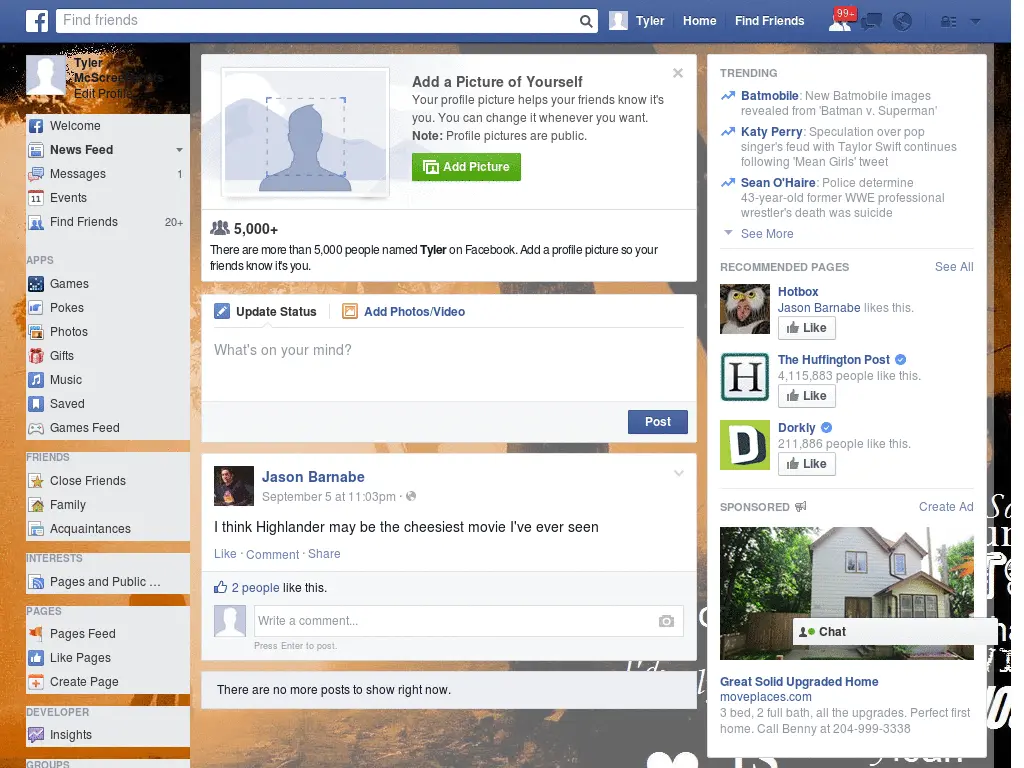 Find friends
Tyler
Home
Find Friends
99+
Tyler
Edit Profile
Welcome
News Feed
Messages 1
11 Events
Find Friends 20+
APPS
Games
Pokes
Photos
Gifts
Music
Saved
Games Feed
FRIENDS
Close Friends
Family
Acquaintances
INTERESTS
Pages and Public ...
PAGES
Pages Feed
Like Pages
Create Page
DEVELOPER
Insights
GROUPS
Add a Picture of Yourself
Your profile picture helps your friends know it's
you. You can change it whenever you want.
Note: Profile pictures are public.
Add Picture
5,000+
There are more than 5,000 people named Tyler on Facebook. Add a profile picture so your
friends know it's you.
Update Status
Add Photos/Video
What's on your mind?
Post
Jason Barnabe
September 5 at 11:03pm ·
I think Highlander may be the cheesiest movie I've ever seen
Like · Comment · Share
2 people like this.
Write a comment...
Press Enter to post.
There are no more posts to show right now.
TRENDING
Batmobile: New Batmobile images
revealed from 'Batman v. Superman'
Katy Perry: Speculation over pop
singer's feud with Taylor Swift continues
following 'Mean Girls' tweet
Sean O'Haire: Police determine
43-year-old former WWE professional
wrestler's death was suicide
See More
RECOMMENDED PAGES
See All
Hotbox
Jason Barnabe likes this.
Like
H
The Huffington Post
4,115,883 people like this.
Like
D
Dorkly
211,886 people like this.
Like
SPONSORED
Create Ad
Chat
Great Solid Upgraded Home
moveplaces.com
3 bed, 2 full bath, all the upgrades. Perfect first
home. Call Benny at 204-999-3338